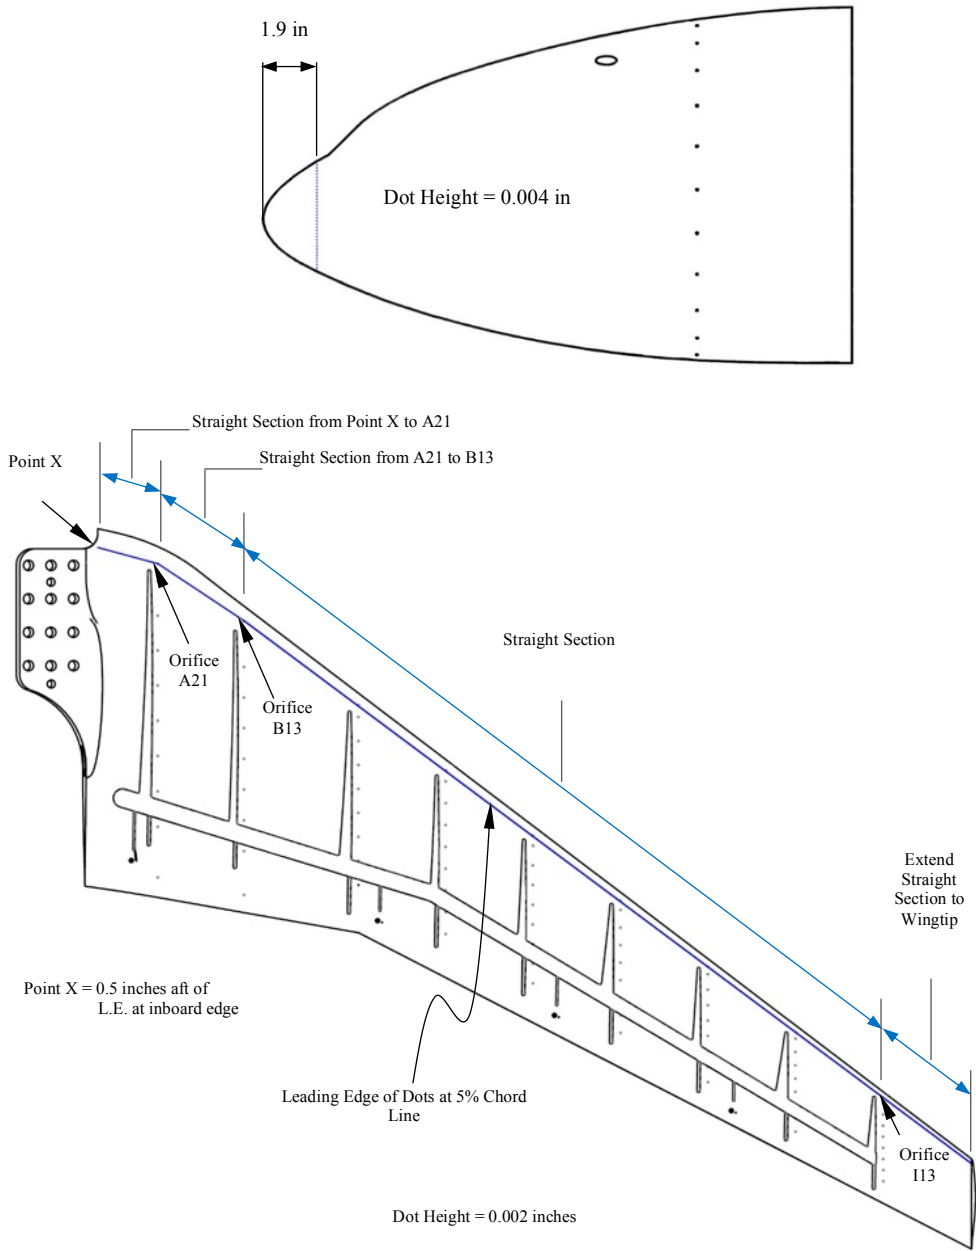 1.9 in
Dot Height = 0.004 in
Straight Section from Point X to A21
Straight Section from A21 to B13
Point X
Orifice
A21
Orifice
B13
Straight Section
Extend
Straight
Section to
Wingtip
Point X = 0.5 inches aft of
L.E. at inboard edge
Leading Edge of Dots at 5% Chord
Line
Orifice
I13
Dot Height = 0.002 inches